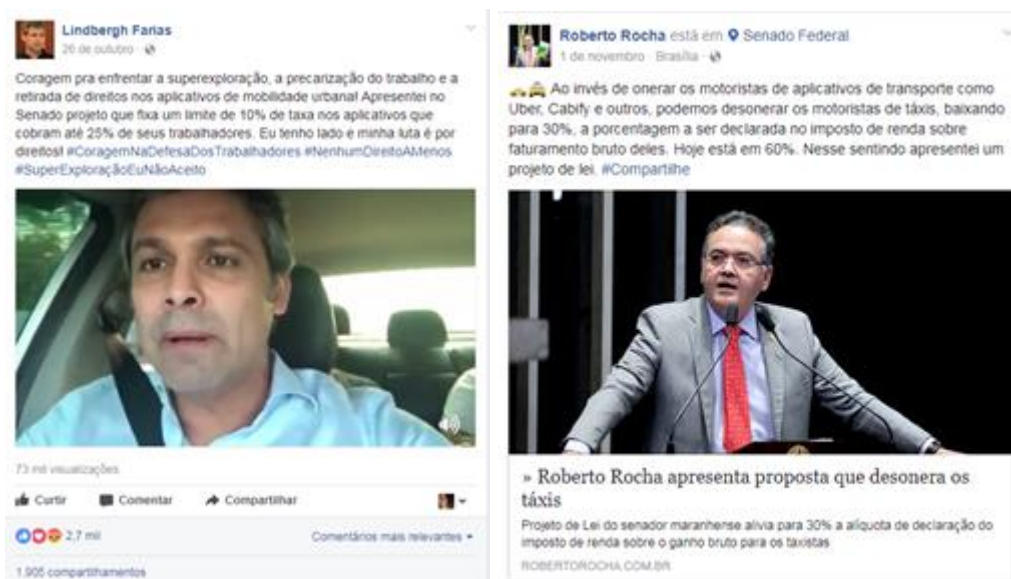 Lindbergh Farias
26 de outubro
Coragem pra enfrentar a superexploração, a precarização do trabalho e a
retirada de direitos nos aplicativos de mobilidade urbana! Apresentei no
Senado projeto que fixa um limite de 10% de taxa nos aplicativos que
cobram até 25% de seus trabalhadores. Eu tenho lado e minha luta é por
direitos! #CoragemNaDefesaDosTrabalhadores #NenhumDireitoAMenos
#SuperExploraçãoEuNãoAceito
73 mil visualizações
Curtir Comentar Compartilhar
2,7 mil Comentários mais relevantes
1.905 compartilhamentos
Roberto Rocha está em Senado Federal
1 de novembro · Brasília ·
Ao invés de onerar os motoristas de aplicativos de transporte como
Uber, Cabify e outros, podemos desonerar os motoristas de táxis, baixando
para 30%, a porcentagem a ser declarada no imposto de renda sobre
faturamento bruto deles. Hoje está em 60%. Nesse sentindo apresentei um
projeto de lei. #Compartilhe
» Roberto Rocha apresenta proposta que desonera os
táxis
Projeto de Lei do senador maranhense alivia para 30% a alíquota de declaração do
imposto de renda sobre o ganho bruto para os taxistas
ROBERTOROCHA.COM.BR